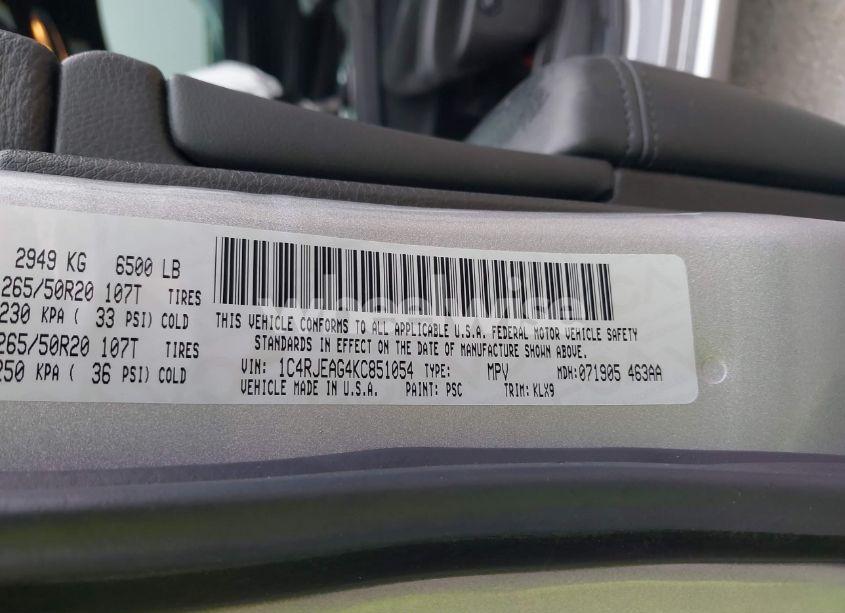 2949 KG 6500 LB
265/50R20 107T TIRES
230 KPA ( 33 PSI) COLD
265/50R20 107T TIRES
250 KPA ( 36 PSI) COLD
THIS VEHICLE CONFORMS TO ALL APPLICABLE U.S.A. FEDERAL MOTOR VEHICLE SAFETY
STANDARDS IN EFFECT ON THE DATE OF MANUFACTURE SHOWN ABOVE.
VIN: 1C4RJEAG4KC851054 TYPE: MPV MDH: 071905 463AA
VEHICLE MADE IN U.S.A. PAINT: PSC TRIM: KLX9